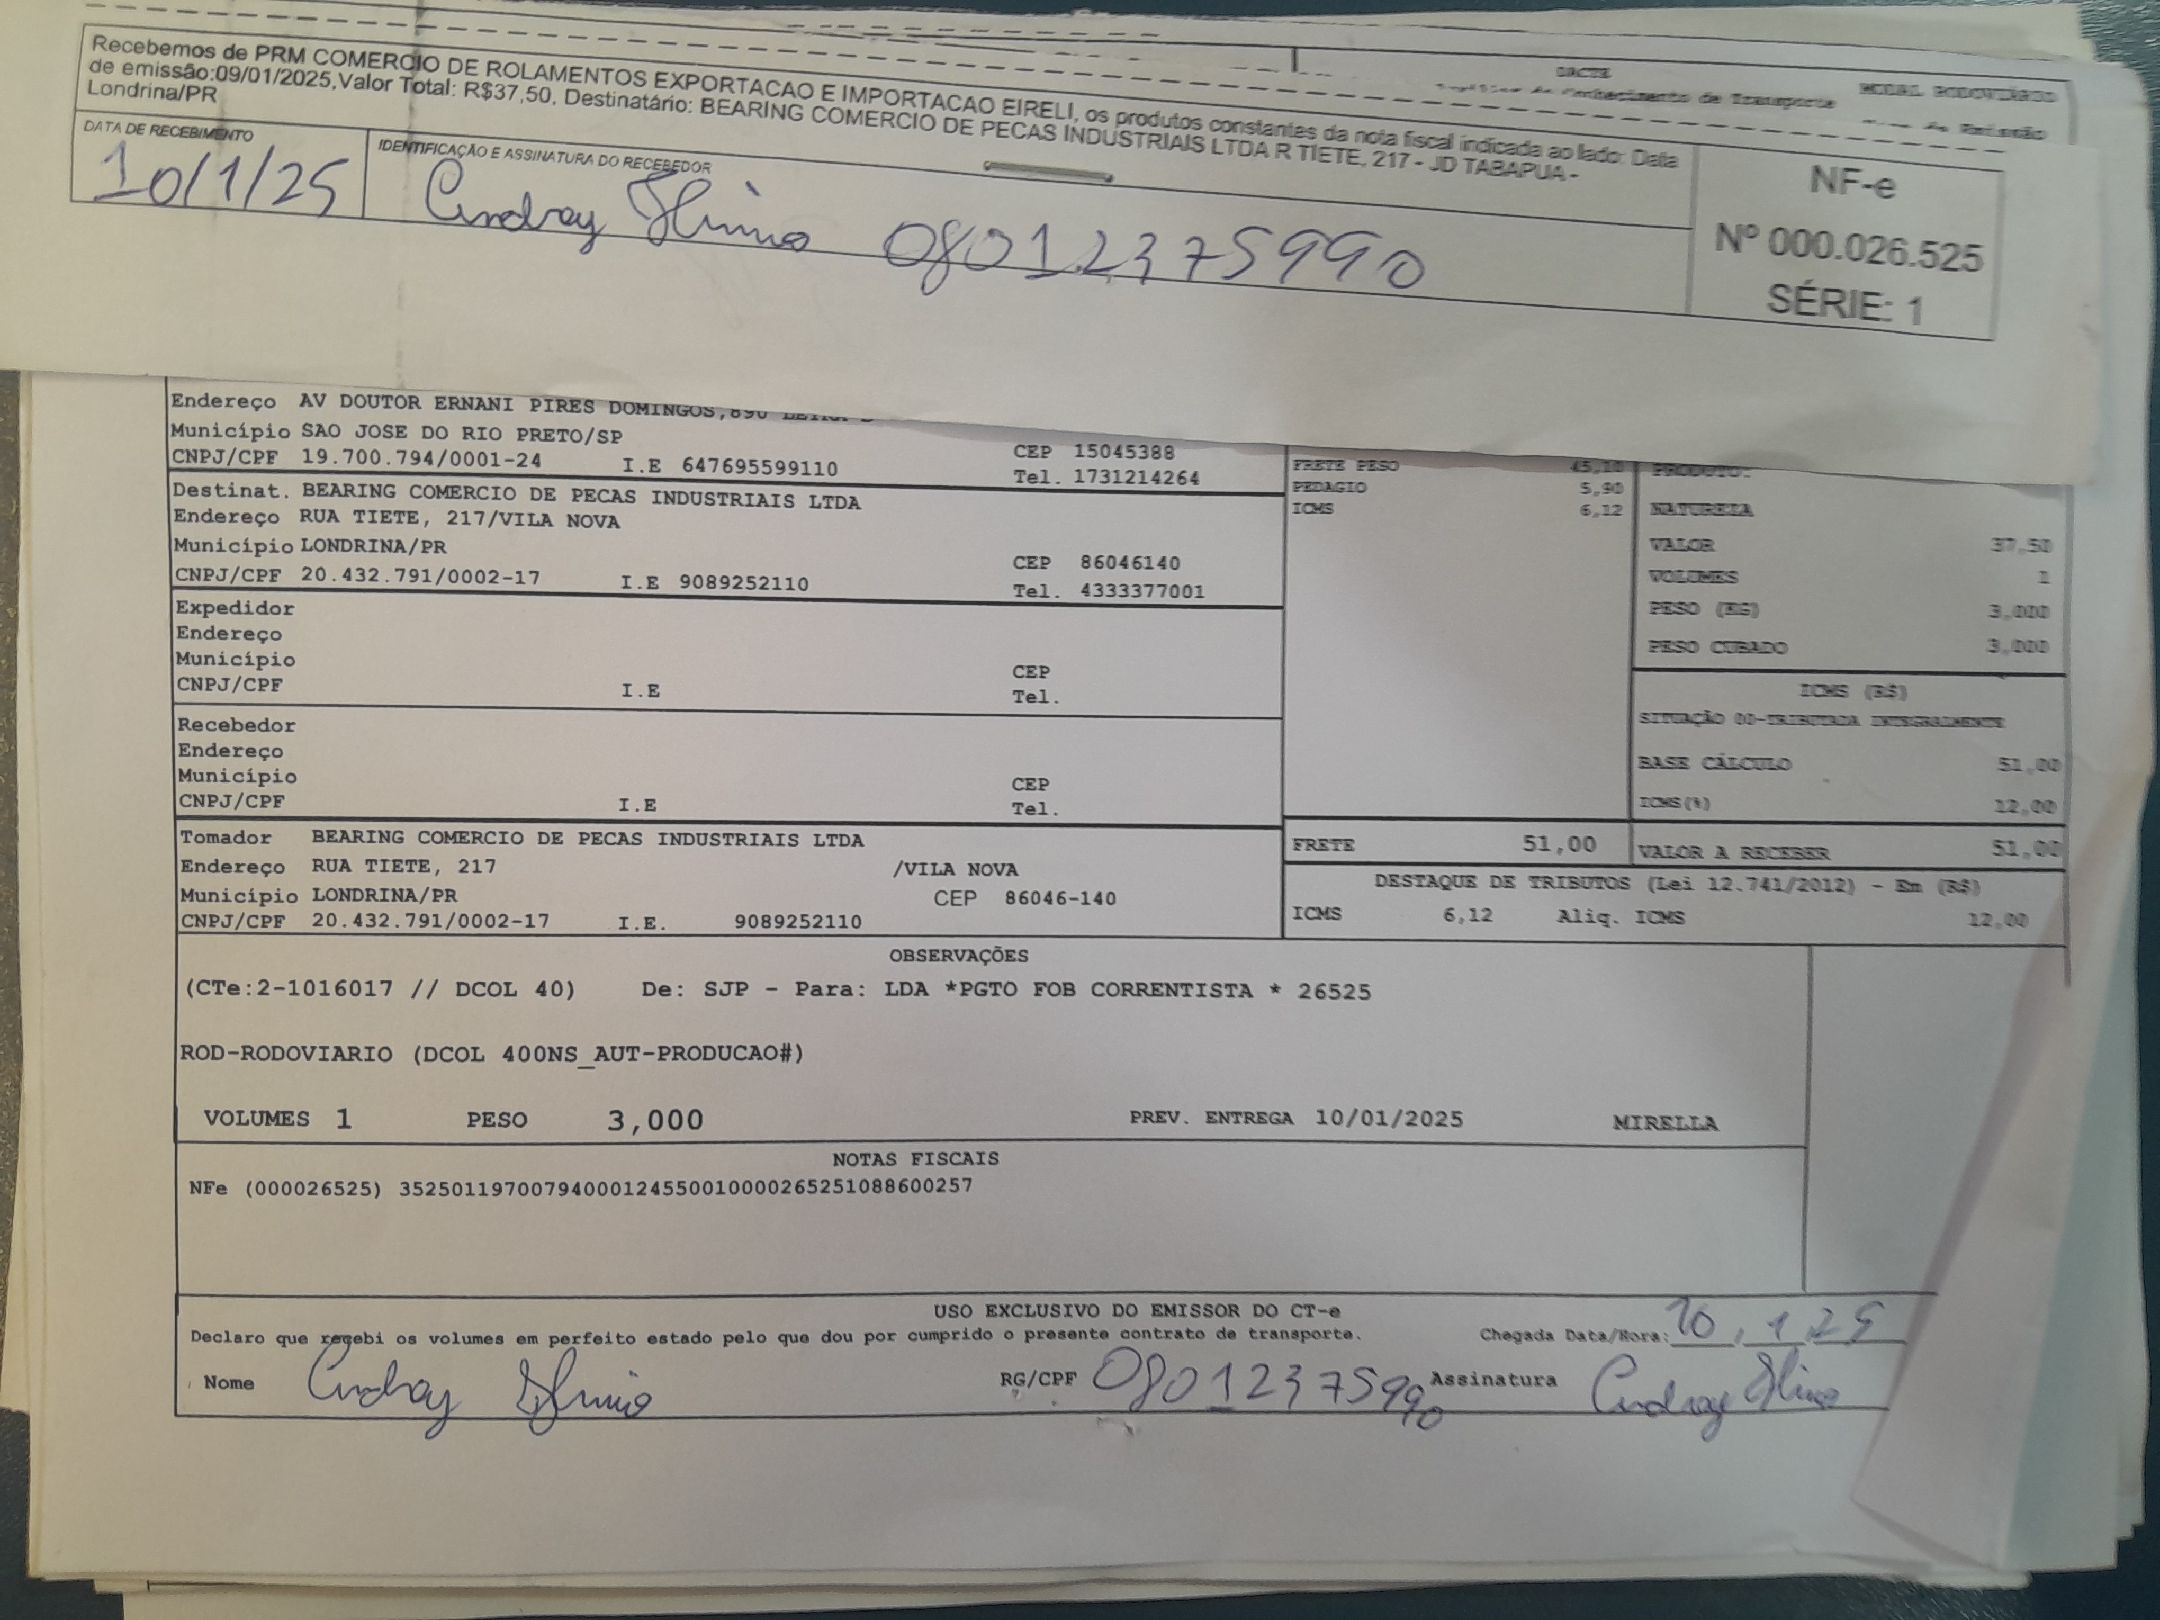 DACTE
MODAL RODOVIÁRIO
Recebemos de PRM COMERCIO DE ROLAMENTOS EXPORTACAO E IMPORTACAO EIRELI, os produtos constantes da nota fiscal indicada ao lado. Data
de emissão:09/01/2025,Valor Total: R$37,50, Destinatário: BEARING COMERCIO DE PECAS INDUSTRIAIS LTDA R TIETE, 217 - JD TABAPUA -
Londrina/PR
DATA DE RECEBIMENTO
IDENTIFICAÇÃO E ASSINATURA DO RECEBEDOR
10/1/25
08012375990
NF-e
Nº 000.026.525
SÉRIE: 1
Endereço AV DOUTOR ERNANI PIRES DOMINGOS,890
Município SAO JOSE DO RIO PRETO/SP
CEP 15045388
CNPJ/CPF 19.700.794/0001-24 I.E 647695599110
Tel. 1731214264
Destinat. BEARING COMERCIO DE PECAS INDUSTRIAIS LTDA
Endereço RUA TIETE, 217/VILA NOVA
Município LONDRINA/PR
CEP 86046140
CNPJ/CPF 20.432.791/0002-17 I.E 9089252110
Tel. 4333377001
Expedidor
Endereço
Município
CEP
CNPJ/CPF I.E
Tel.
Recebedor
Endereço
Município
CEP
CNPJ/CPF I.E
Tel.
Tomador BEARING COMERCIO DE PECAS INDUSTRIAIS LTDA
Endereço RUA TIETE, 217 /VILA NOVA
Município LONDRINA/PR CEP 86046-140
CNPJ/CPF 20.432.791/0002-17 I.E. 9089252110
FRETE PESO 45,10
PEDAGIO 5,90
ICMS 6,12
FRETE 51,00
PRODUTO:
NATUREZA
VALOR 37,50
VOLUMES 1
PESO (KG) 3,000
PESO CUBADO 3,000
ICMS (R$)
SITUAÇÃO 00-TRIBUTADA INTEGRALMENTE
BASE CÁLCULO 51,00
ICMS(%) 12,00
VALOR A RECEBER 51,00
DESTAQUE DE TRIBUTOS (Lei 12.741/2012) - Em (R$)
ICMS 6,12 Aliq. ICMS 12,00
OBSERVAÇÕES
(CTe:2-1016017 // DCOL 40) De: SJP - Para: LDA *PGTO FOB CORRENTISTA * 26525
ROD-RODOVIARIO (DCOL 400NS_AUT-PRODUCAO#)
VOLUMES 1 PESO 3,000 PREV. ENTREGA 10/01/2025 MIRELLA
NOTAS FISCAIS
NFe (000026525) 35250119700794000124550010000265251088600257
USO EXCLUSIVO DO EMISSOR DO CT-e
Declaro que recebi os volumes em perfeito estado pelo que dou por cumprido o presente contrato de transporte. Chegada Data/Hora: 10.1.25
Nome RG/CPF 08012375990 Assinatura